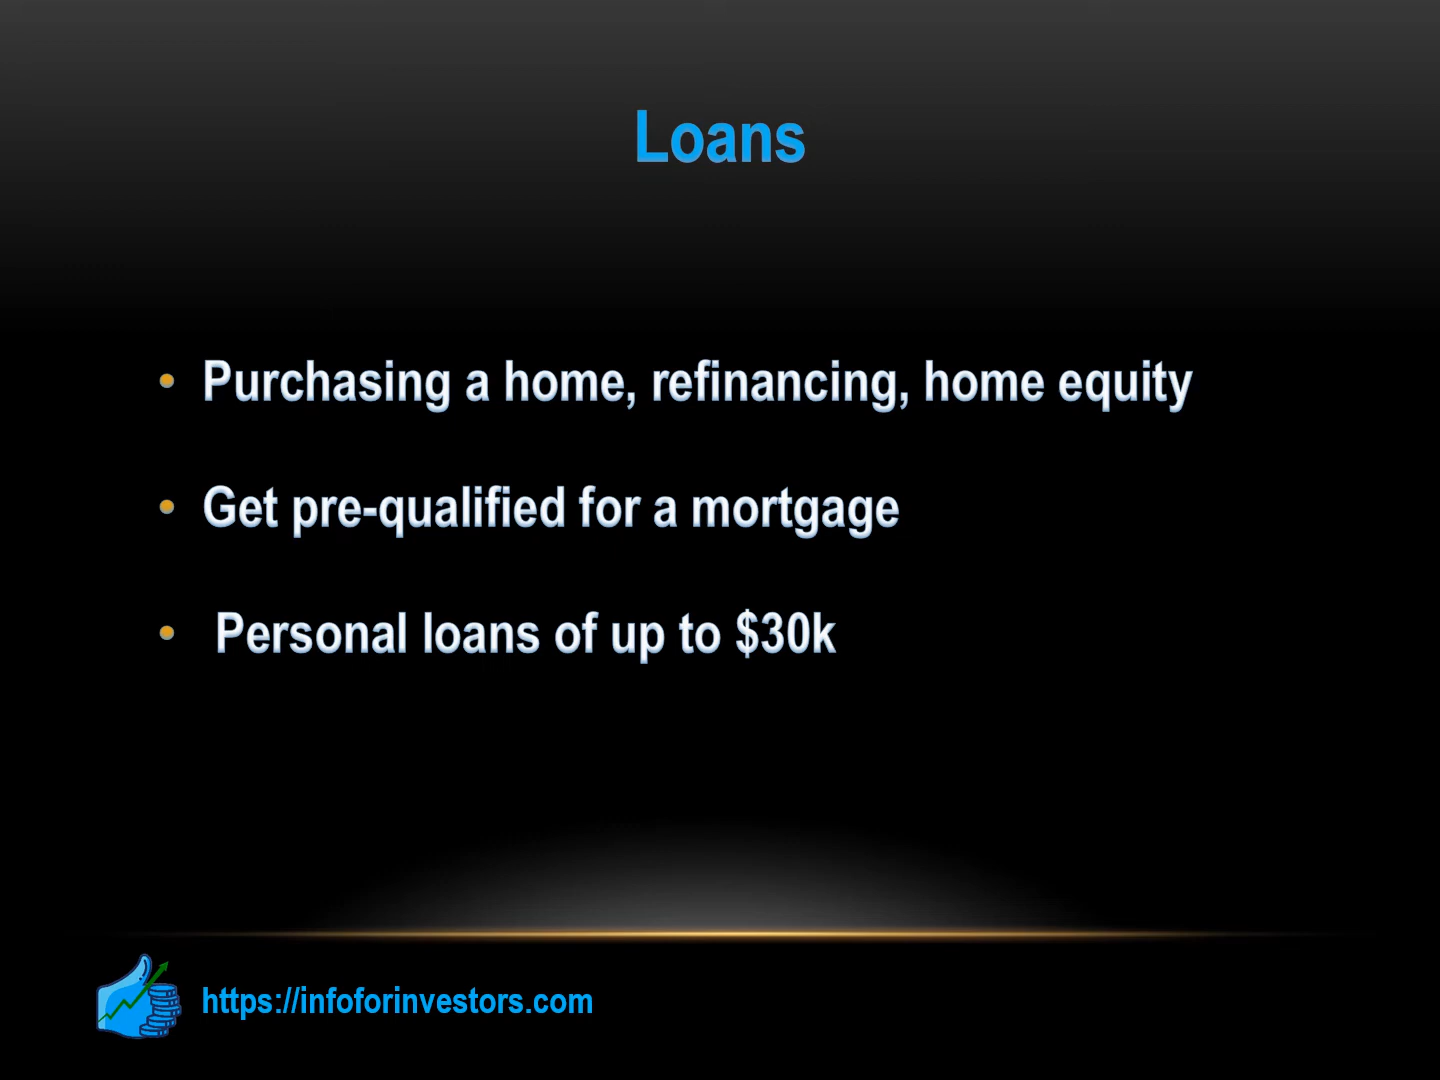 Loans
• Purchasing a home, refinancing, home equity
• Get pre-qualified for a mortgage
• Personal loans of up to $30k
https://infoforinvestors.com